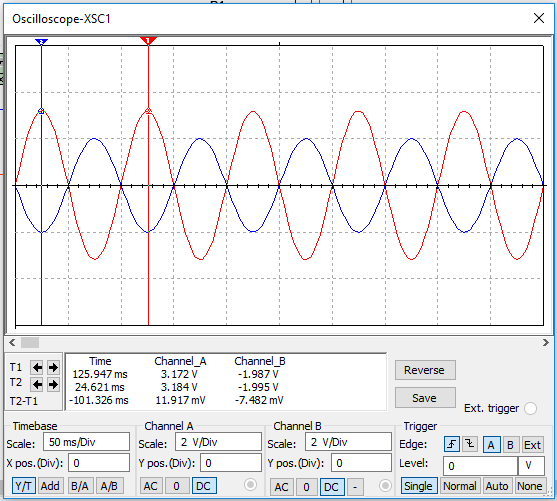 Oscilloscope-XSC1
2
1
Time Channel_A Channel_B
T1 125.947 ms 3.172 V -1.987 V
T2 24.621 ms 3.184 V -1.995 V
T2-T1 -101.326 ms 11.917 mV -7.482 mV
Reverse
Save
Ext. trigger
Timebase Channel A Channel B Trigger
Scale: 50 ms/Div Scale: 2 V/Div Scale: 2 V/Div Edge: A B Ext
X pos.(Div): 0 Y pos.(Div): 0 Y pos.(Div): 0 Level: 0 V
Y/T Add B/A A/B AC 0 DC AC 0 DC - Single Normal Auto None